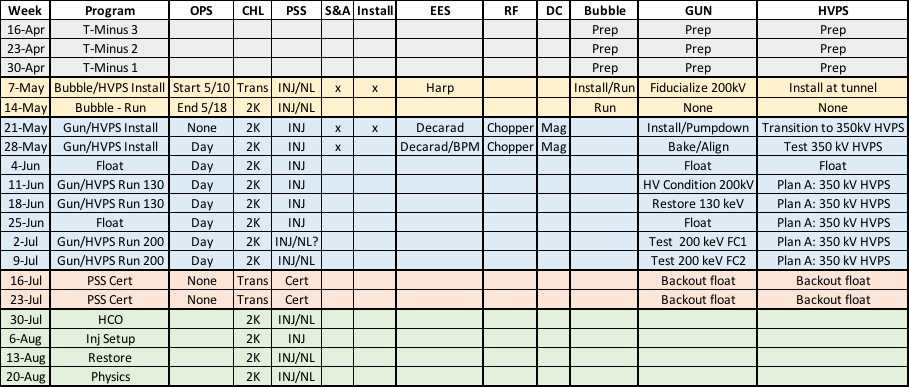 Week Program OPS CHL PSS S&A Install EES RF DC Bubble GUN HVPS
16-Apr T-Minus 3 Prep Prep Prep
23-Apr T-Minus 2 Prep Prep Prep
30-Apr T-Minus 1 Prep Prep Prep
7-May Bubble/HVPS Install Start 5/10 Trans INJ/NL x x Harp Install/Run Fiducialize 200kV Install at tunnel
14-May Bubble - Run End 5/18 2K INJ/NL Run None None
21-May Gun/HVPS Install None 2K INJ x x Decarad Chopper Mag Install/Pumpdown Transition to 350kV HVPS
28-May Gun/HVPS Install Day 2K INJ x Decarad/BPM Chopper Mag Bake/Align Test 350 kV HVPS
4-Jun Float Day 2K INJ Float Float
11-Jun Gun/HVPS Run 130 Day 2K INJ HV Condition 200kV Plan A: 350 kV HVPS
18-Jun Gun/HVPS Run 130 Day 2K INJ Restore 130 keV Plan A: 350 kV HVPS
25-Jun Float Day 2K INJ Float Plan A: 350 kV HVPS
2-Jul Gun/HVPS Run 200 Day 2K INJ/NL? Test 200 keV FC1 Plan A: 350 kV HVPS
9-Jul Gun/HVPS Run 200 Day 2K INJ/NL Test 200 keV FC2 Plan A: 350 kV HVPS
16-Jul PSS Cert None Trans Cert Backout float Backout float
23-Jul PSS Cert None Trans Cert Backout float Backout float
30-Jul HCO 2K INJ/NL
6-Aug Inj Setup 2K INJ
13-Aug Restore 2K INJ/NL
20-Aug Physics 2K INJ/NL